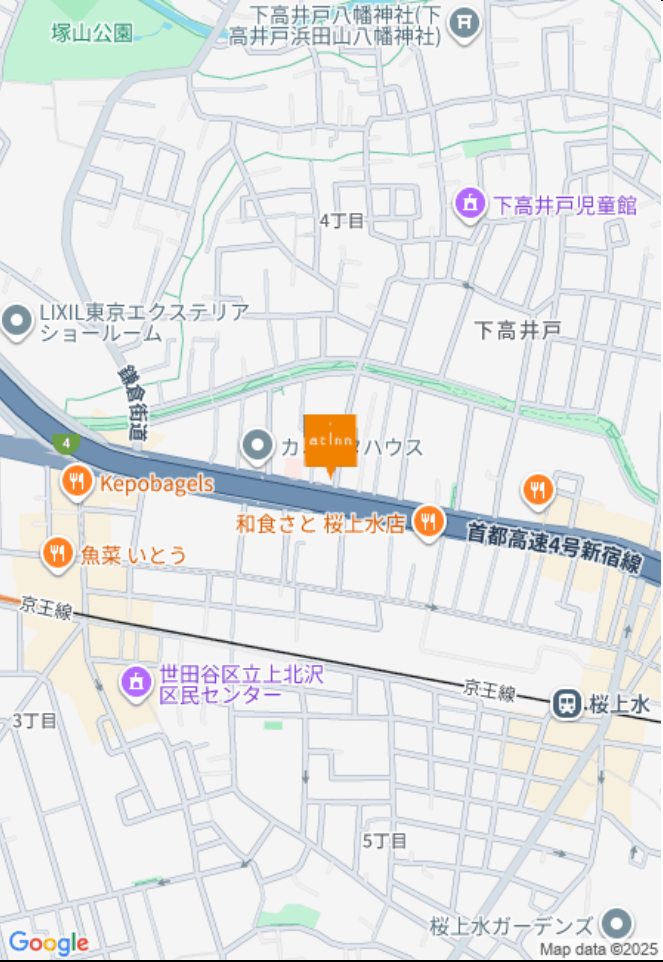 下高井戸八幡神社(下
高井戸浜田山八幡神社)
塚山公園
下高井戸児童館
4丁目
LIXIL東京エクステリア
ショールーム
下高井戸
鎌倉街道
4
atInn
ハウス
Kepobagels
和食さと 桜上水店
首都高速4号新宿線
魚菜 いとう
京王線
世田谷区立上北沢
区民センター
京王線
桜上水
3丁目
5丁目
桜上水ガーデンズ
Google
Map data ©2025